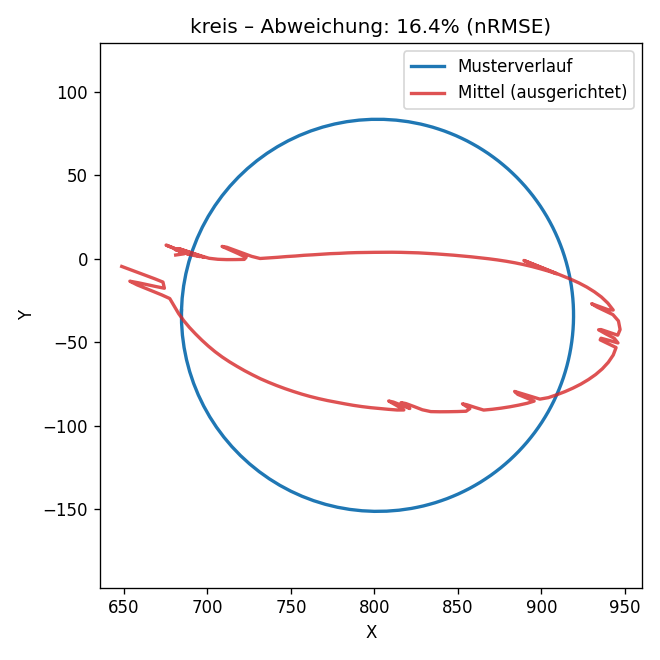 kreis – Abweichung: 16.4% (nRMSE)
Musterverlauf
Mittel (ausgerichtet)
100
50
0
−50
−100
−150
Y
650 700 750 800 850 900 950
X